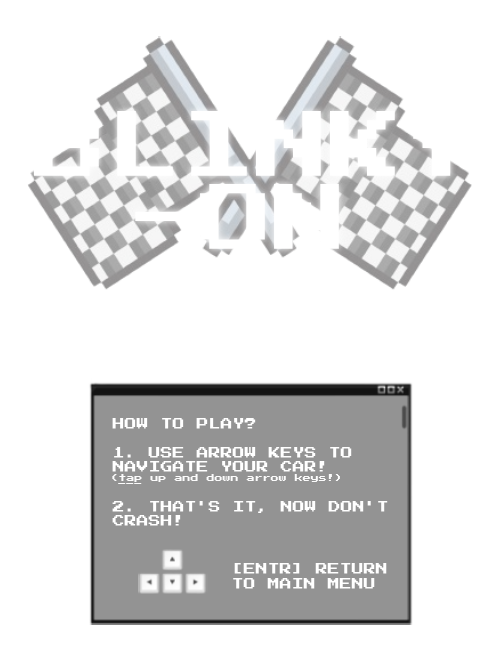 -ON
HOW TO PLAY?
1. USE ARROW KEYS TO
NAVIGATE YOUR CAR!
(tap up and down arrow keys!)
2. THAT'S IT, NOW DON'T
CRASH!
[ENTR] RETURN
TO MAIN MENU